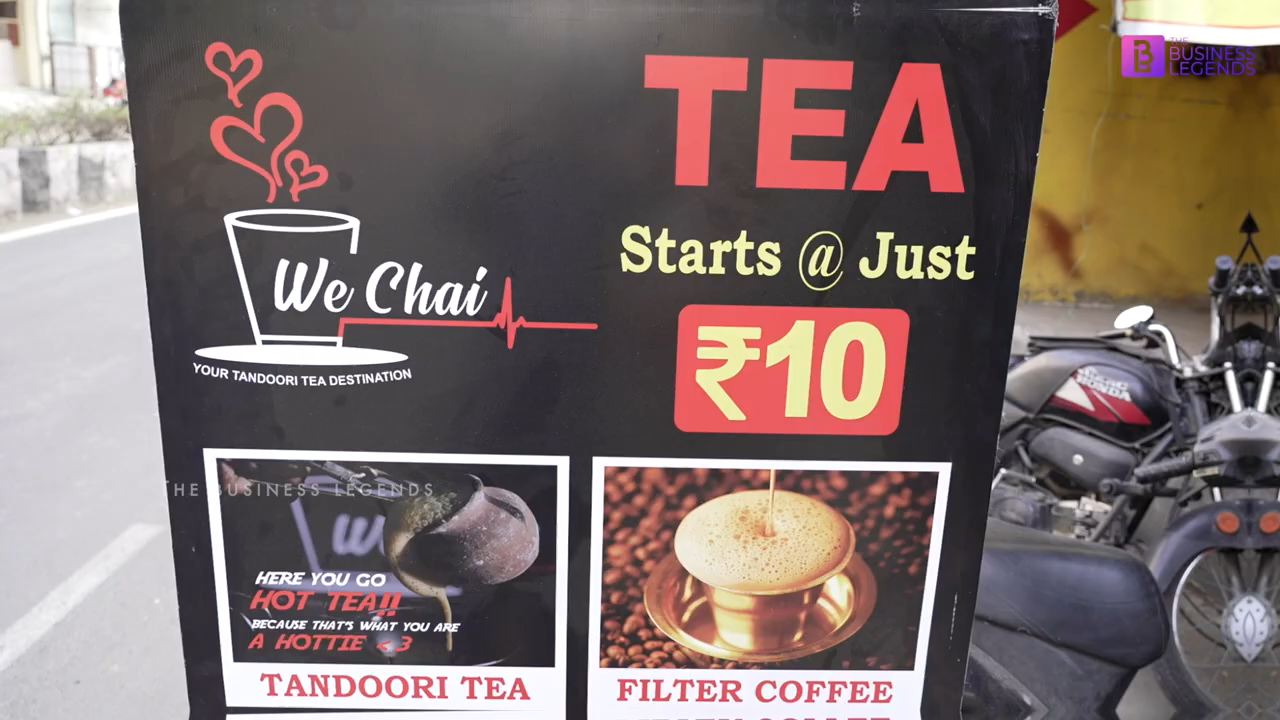 THE
BUSINESS
LEGENDS
TEA
Starts @ Just
₹10
We Chai
YOUR TANDOORI TEA DESTINATION
THE BUSINESS LEGENDS
We
HERE YOU GO
HOT TEA!!
BECAUSE THAT'S WHAT YOU ARE
A HOTTIE <3
TANDOORI TEA
FILTER COFFEE
HONDA